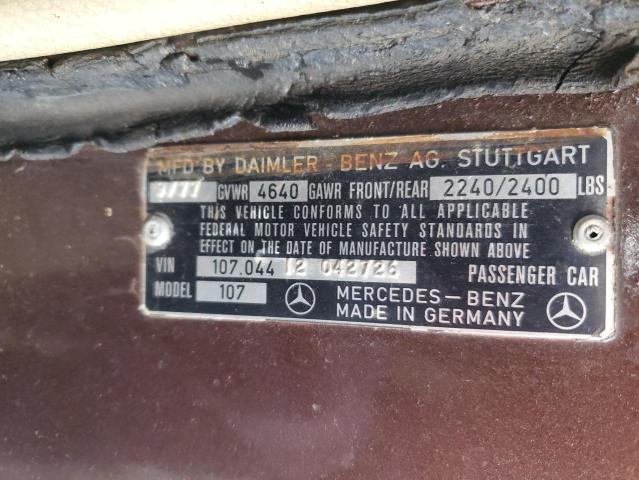 MFD BY DAIMLER-BENZ AG. STUTTGART
3/77 GVWR 4640 GAWR FRONT/REAR 2240/2400 LBS
THIS VEHICLE CONFORMS TO ALL APPLICABLE
FEDERAL MOTOR VEHICLE SAFETY STANDARDS IN
EFFECT ON THE DATE OF MANUFACTURE SHOWN ABOVE
VIN 107.044 12 042726 PASSENGER CAR
MODEL 107 MERCEDES-BENZ
MADE IN GERMANY